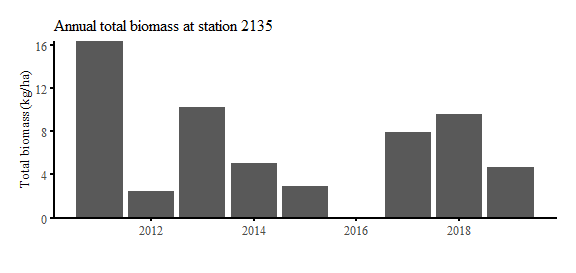 Annual total biomass at station 2135
Total biomass (kg/ha)
16
12
8
4
0
2012 2014 2016 2018